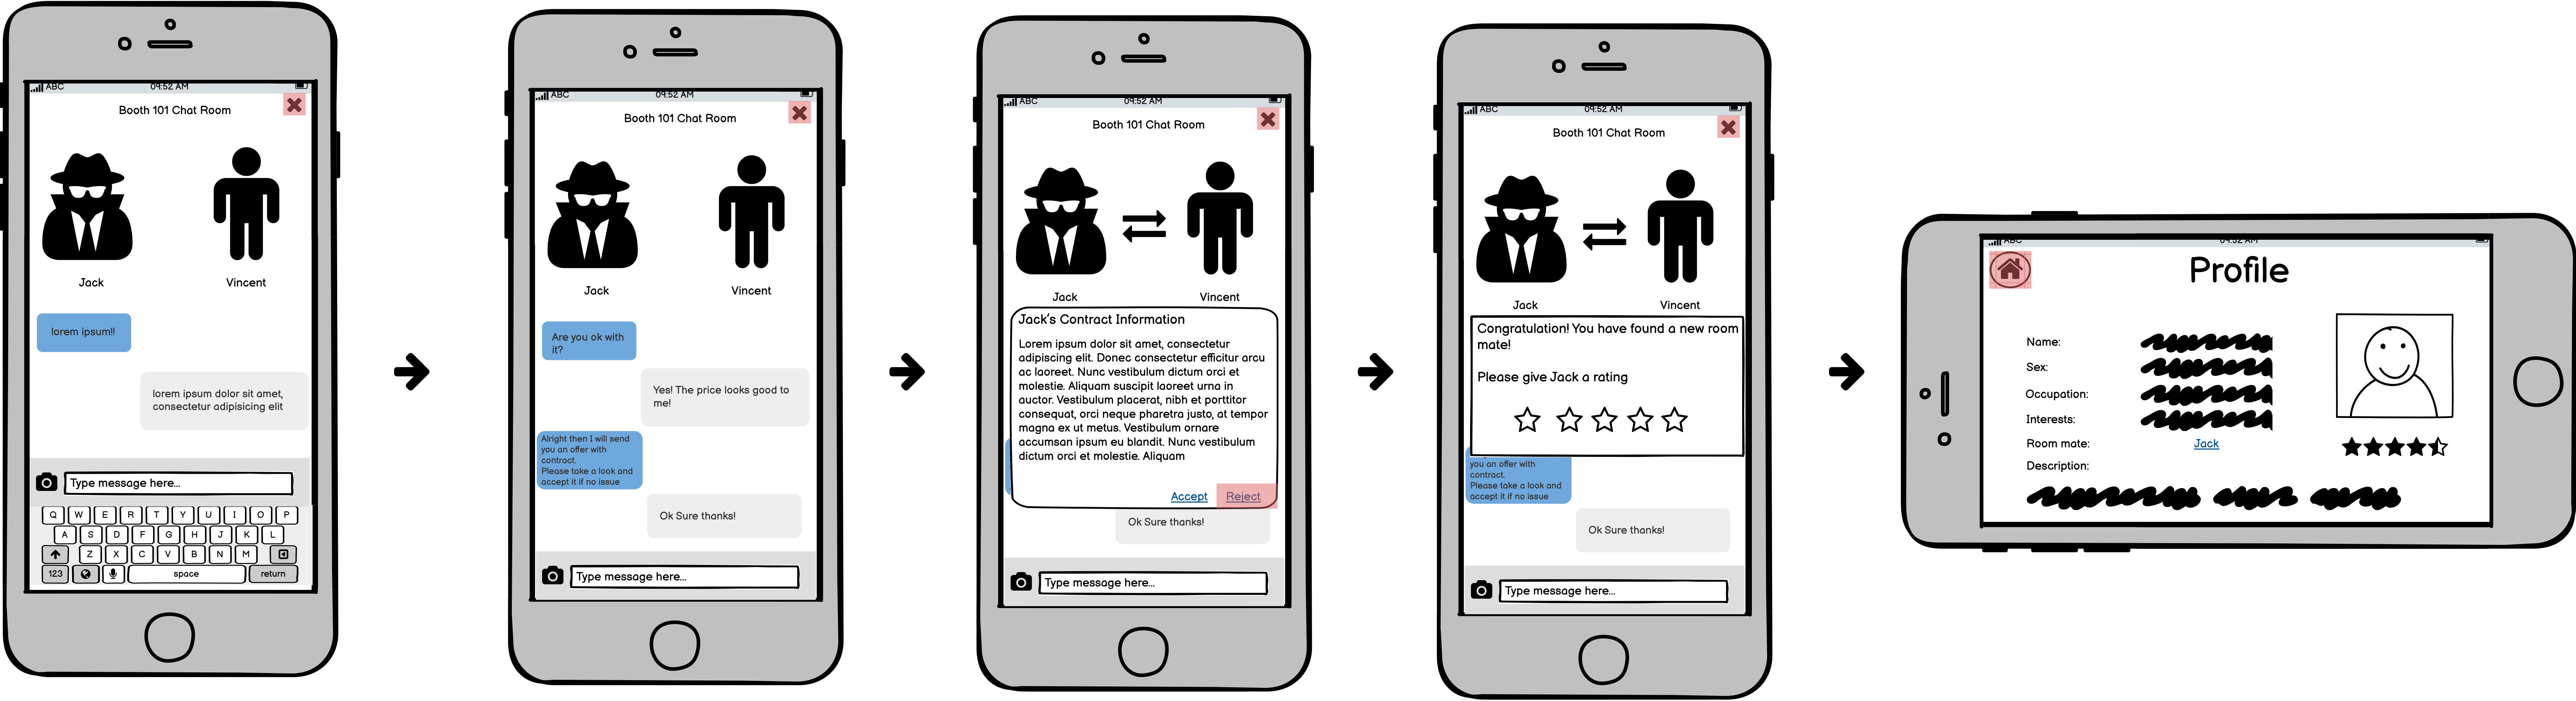 ABC 09:52 AM
Booth 101 Chat Room
Jack Vincent
lorem ipsum!!
lorem ipsum dolor sit amet,
consectetur adipisicing elit
Type message here...
Q W E R T Y U I O P
A S D F G H J K L
Z X C V B N M
123 space return
ABC 09:52 AM
Booth 101 Chat Room
Jack Vincent
Are you ok with
it?
Yes! The price looks good to
me!
Alright then I will send
you an offer with
contract.
Please take a look and
accept it if no issue
Ok Sure thanks!
Type message here...
ABC 09:52 AM
Booth 101 Chat Room
Jack Vincent
Jack's Contract Information
Lorem ipsum dolor sit amet, consectetur
adipiscing elit. Donec consectetur efficitur arcu
ac laoreet. Nunc vestibulum dictum orci et
molestie. Aliquam suscipit laoreet urna in
auctor. Vestibulum placerat, nibh et porttitor
consequat, orci neque pharetra justo, at tempor
magna ex ut metus. Vestibulum ornare
accumsan ipsum eu blandit. Nunc vestibulum
dictum orci et molestie. Aliquam
Accept Reject
Ok Sure thanks!
Type message here...
ABC 09:52 AM
Booth 101 Chat Room
Jack Vincent
Congratulation! You have found a new room
mate!
Please give Jack a rating
you an offer with
contract.
Please take a look and
accept it if no issue
Ok Sure thanks!
Type message here...
ABC 09:52 AM
Profile
Name:
Sex:
Occupation:
Interests:
Room mate: Jack
Description: